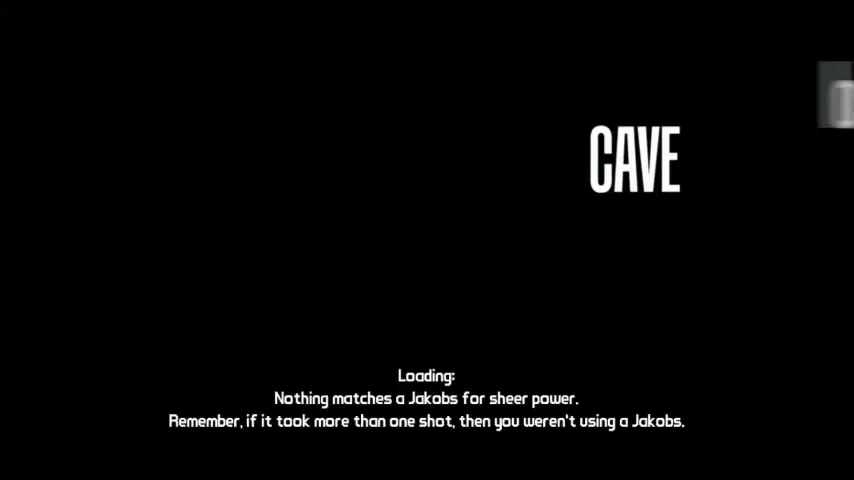 CAVE
Loading:
Nothing matches a Jakobs for sheer power.
Remember, if it took more than one shot, then you weren't using a Jakobs.